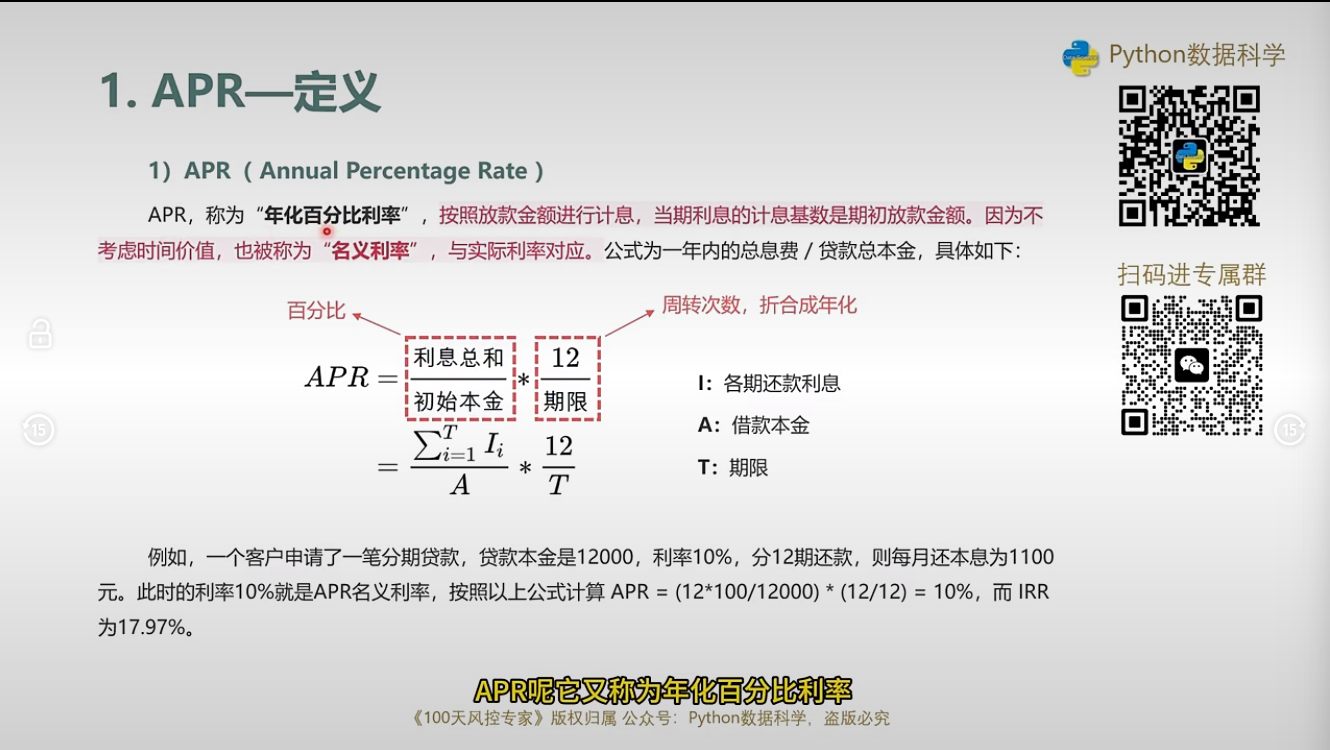 Python数据科学
1. APR—定义
1）APR（ Annual Percentage Rate ）
APR，称为“年化百分比利率”，按照放款金额进行计息，当期利息的计息基数是期初放款金额。因为不
考虑时间价值，也被称为“名义利率”，与实际利率对应。公式为一年内的总息费 / 贷款总本金，具体如下：
扫码进专属群
百分比
周转次数，折合成年化
APR = 利息总和 / 初始本金 * 12 / 期限
= ∑_{i=1}^{T} I_i / A * 12 / T
I：各期还款利息
A：借款本金
T：期限
例如，一个客户申请了一笔分期贷款，贷款本金是12000，利率10%，分12期还款，则每月还本息为1100
元。此时的利率10%就是APR名义利率，按照以上公式计算 APR = (12*100/12000) * (12/12) = 10%，而 IRR
为17.97%。
15
15
APR呢它又称为年化百分比利率
《100天风控专家》版权归属 公众号：Python数据科学，盗版必究